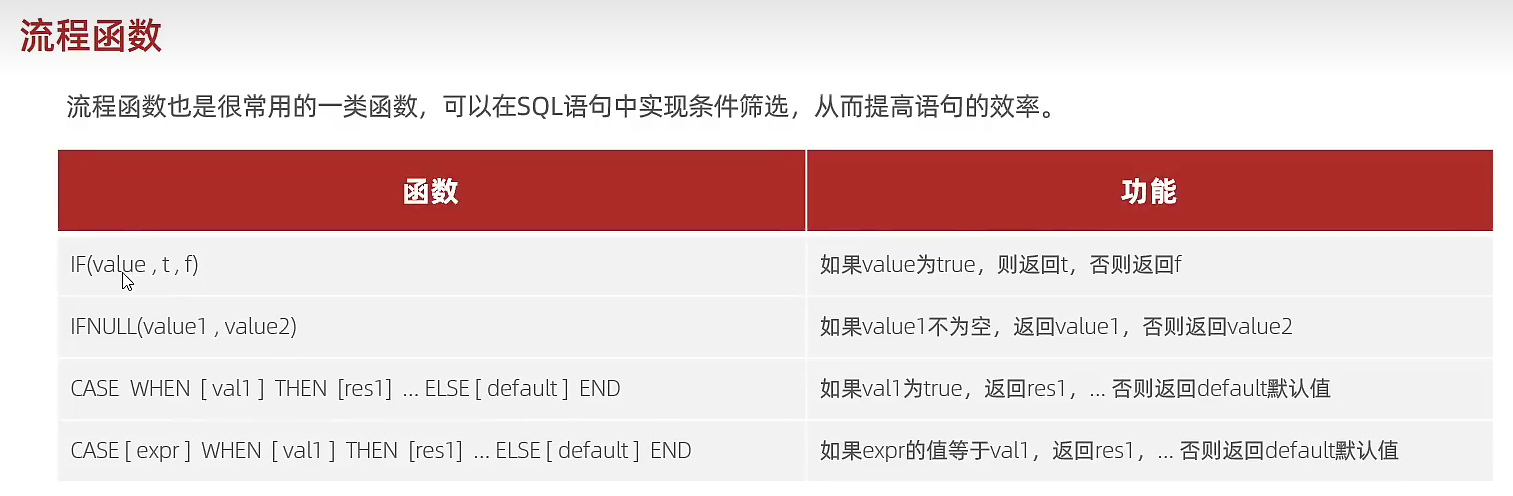 流程函数
流程函数也是很常用的一类函数，可以在SQL语句中实现条件筛选，从而提高语句的效率。
函数 功能
IF(value , t , f) 如果value为true，则返回t，否则返回f
IFNULL(value1 , value2) 如果value1不为空，返回value1，否则返回value2
CASE WHEN [ val1 ] THEN [res1] ... ELSE [ default ] END 如果val1为true，返回res1，... 否则返回default默认值
CASE [ expr ] WHEN [ val1 ] THEN [res1] ... ELSE [ default ] END 如果expr的值等于val1，返回res1，... 否则返回default默认值